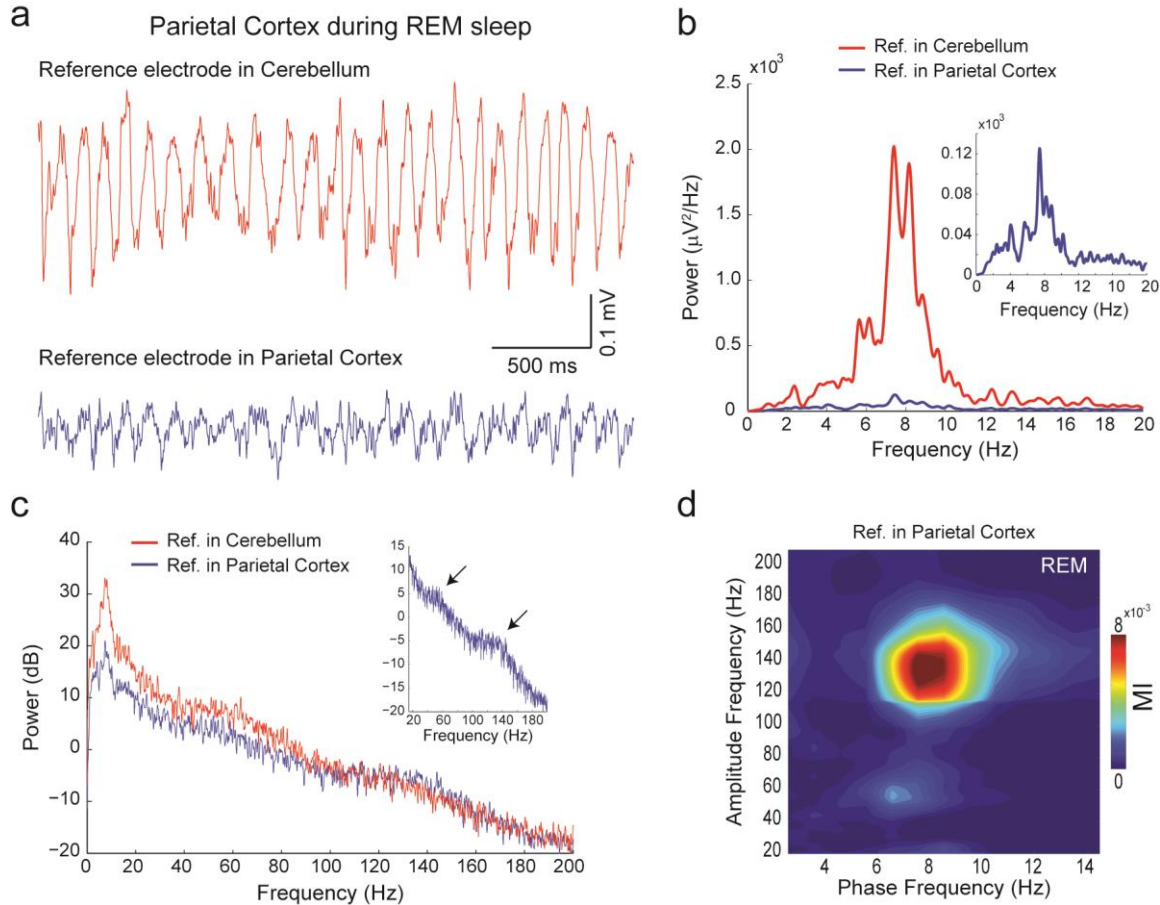 a
Parietal Cortex during REM sleep
Reference electrode in Cerebellum
0.1 mV
500 ms
Reference electrode in Parietal Cortex
b
Ref. in Cerebellum
Ref. in Parietal Cortex
×10³
2.5
2.0
1.5
1.0
0.5
0
Power (μV²/Hz)
0 2 4 6 8 10 12 14 16 18 20
Frequency (Hz)
×10³
0.12
0.08
0.04
0
0 4 8 12 16 20
Frequency (Hz)
c
Ref. in Cerebellum
Ref. in Parietal Cortex
40
30
20
10
0
−10
−20
Power (dB)
0 20 40 60 80 100 120 140 160 180 200
Frequency (Hz)
15
10
5
0
−5
−10
−15
−20
20 60 100 140 180
Frequency (Hz)
d
Ref. in Parietal Cortex
REM
200
180
160
140
120
100
80
60
40
20
Amplitude Frequency (Hz)
4 6 8 10 12 14
Phase Frequency (Hz)
8 ×10⁻³
0
MI